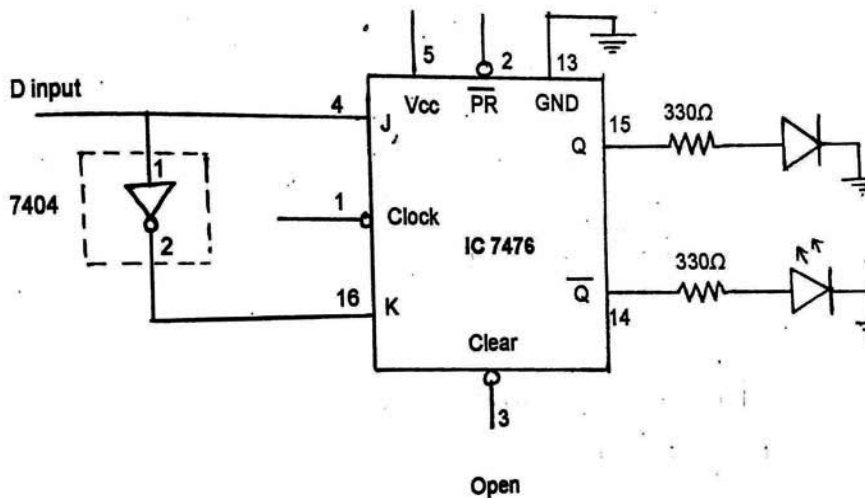 5
2
13
D input
4
Vcc
PR
GND
330Ω
J
15
Q
1
7404
1
Clock
2
IC 7476
330Ω
16
K
Q
14
Clear
3
Open